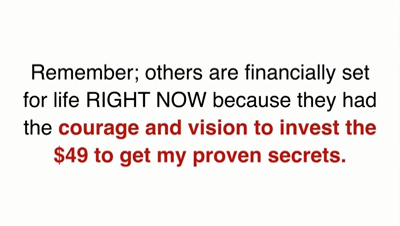 Remember; others are financially set
for life RIGHT NOW because they had
the courage and vision to invest the
$49 to get my proven secrets.